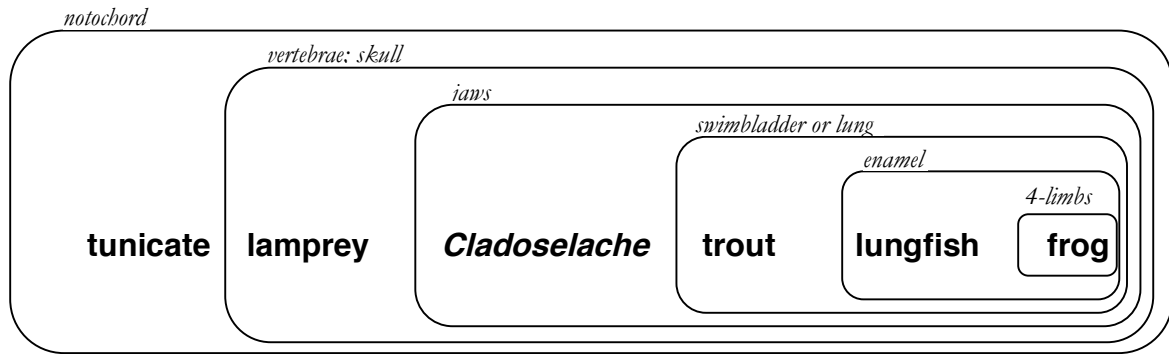 notochord
vertebrae; skull
jaws
swimbladder or lung
enamel
4-limbs
tunicate lamprey Cladoselache trout lungfish frog